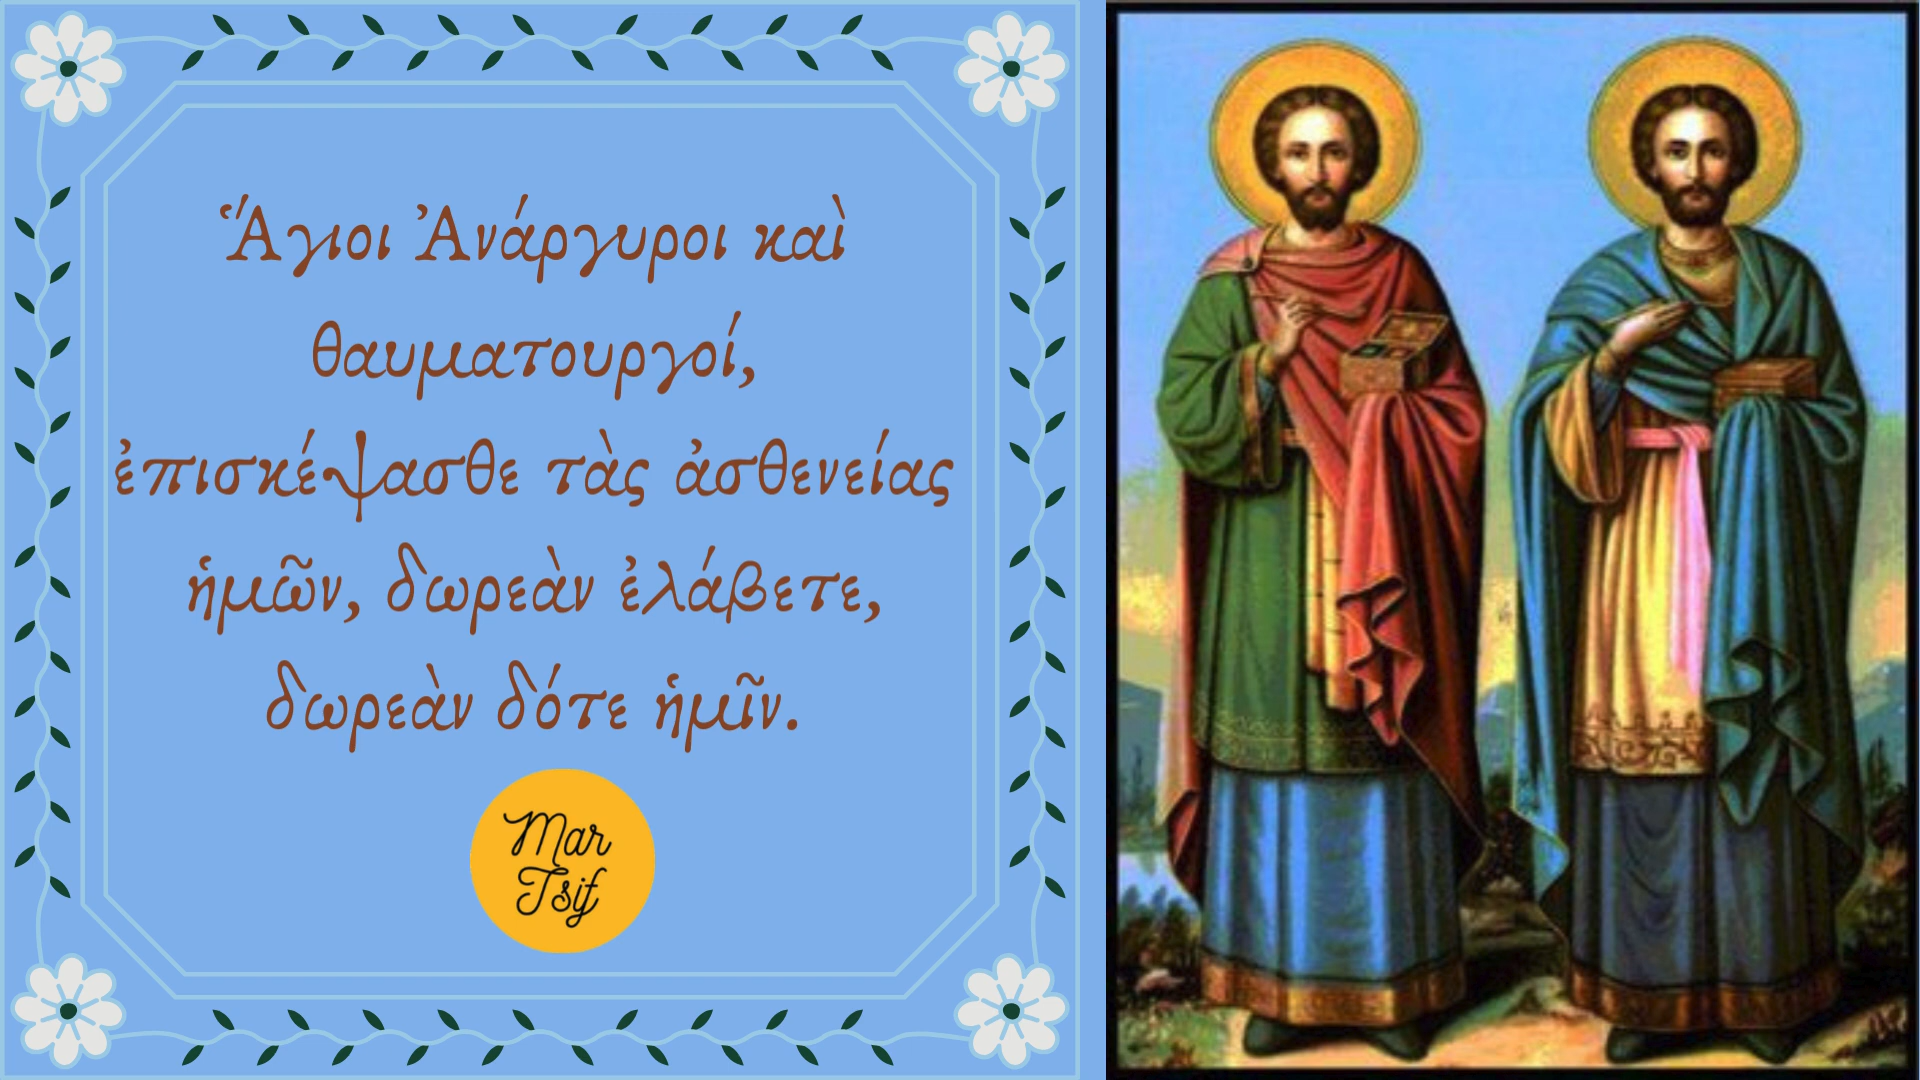 Ἅγιοι Ἀνάργυροι καὶ
θαυματουργοί,
ἐπισκέψασθε τὰς ἀσθενείας
ἡμῶν, δωρεὰν ἐλάβετε,
δωρεὰν δότε ἡμῖν.
Mar
Tsif